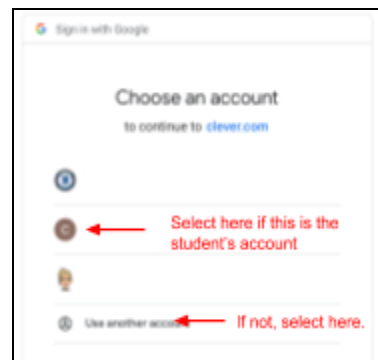 Sign in with Google
Choose an account
to continue to clever.com
C
Select here if this is the
student's account
Use another account
If not, select here.